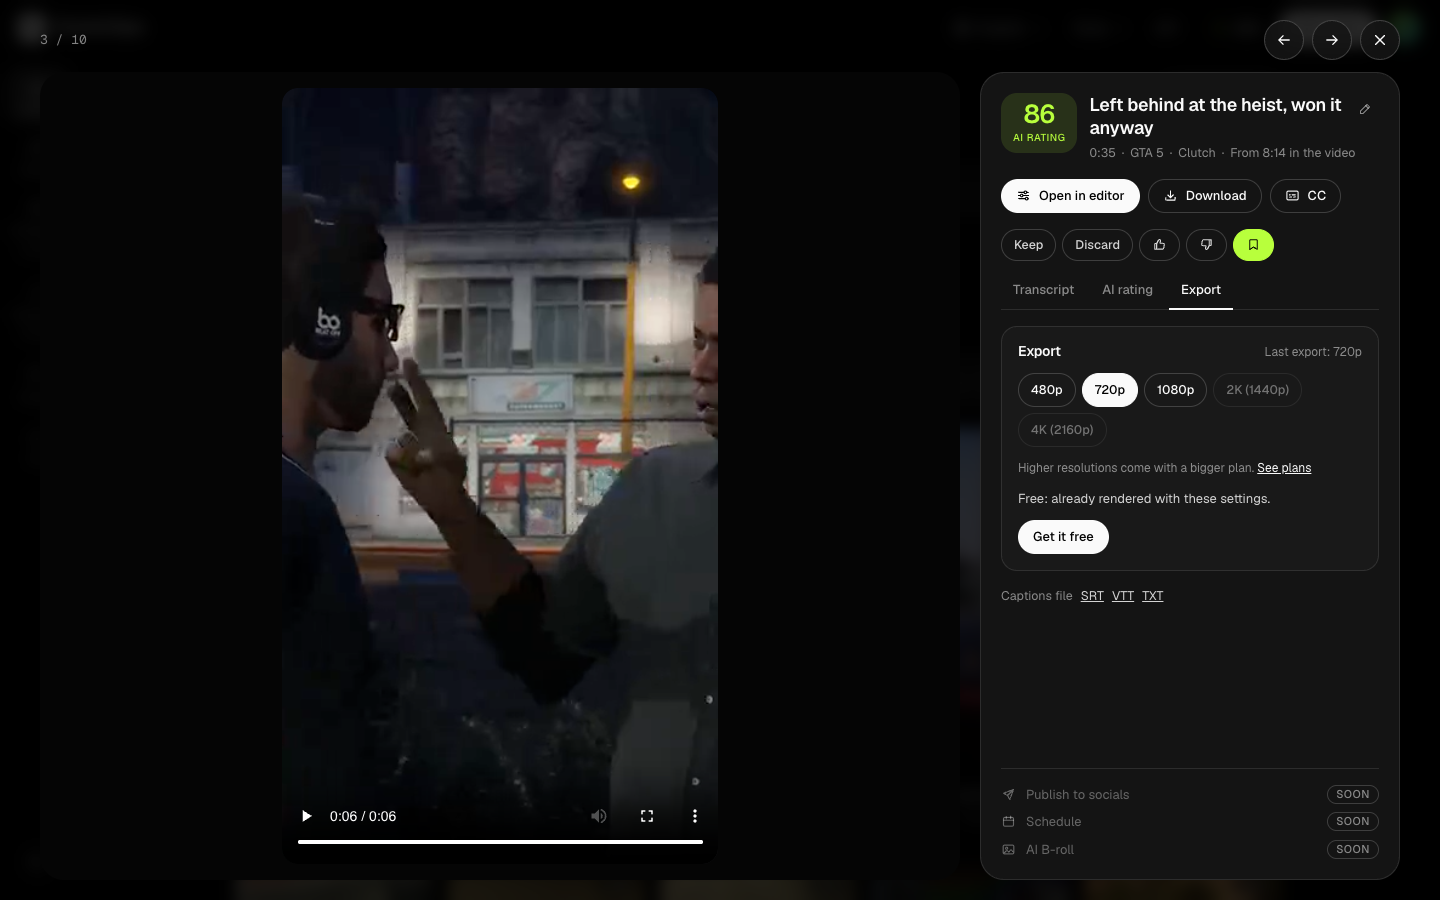 3 / 10
86
AI RATING
Left behind at the heist, won it
anyway
0:35 · GTA 5 · Clutch · From 8:14 in the video
Open in editor
Download
CC
Keep
Discard
Transcript
AI rating
Export
Export
Last export: 720p
480p
720p
1080p
2K (1440p)
4K (2160p)
Higher resolutions come with a bigger plan. See plans
Free: already rendered with these settings.
Get it free
Captions file SRT VTT TXT
Publish to socials
SOON
Schedule
SOON
AI B-roll
SOON
0:06 / 0:06